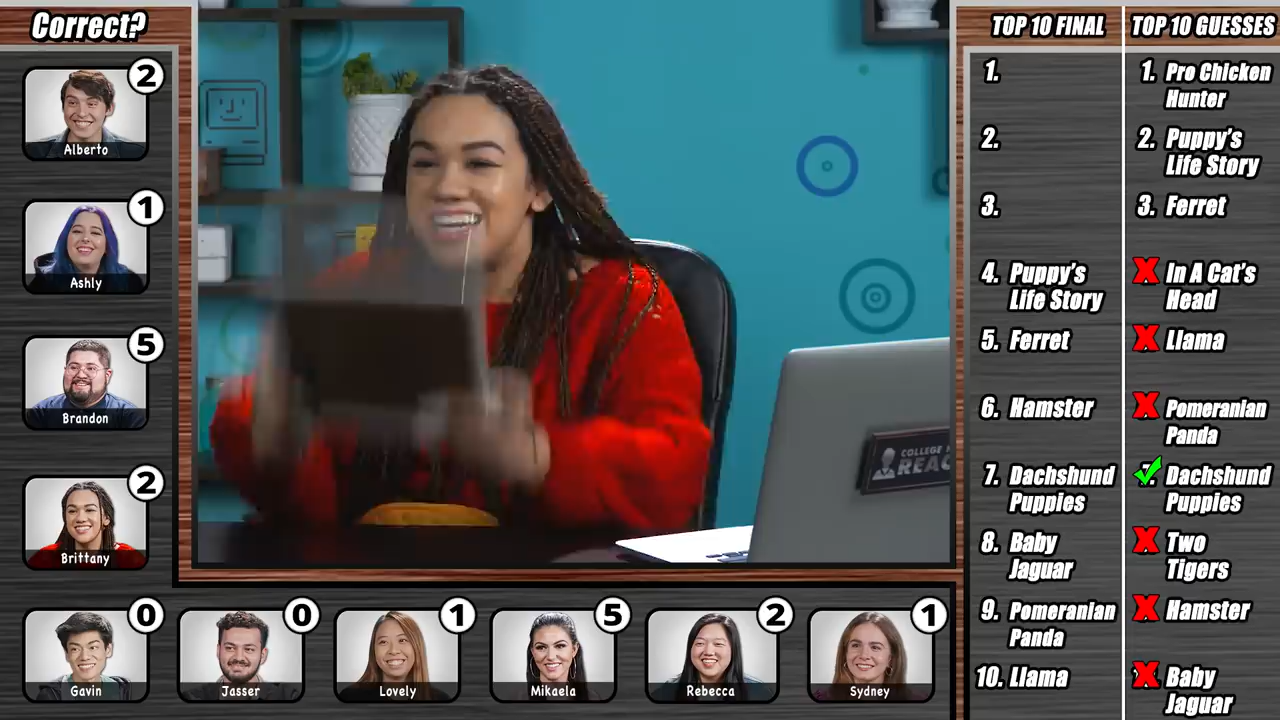 Correct?
2
Alberto
1
Ashly
5
Brandon
2
Brittany
0
Gavin
0
Jasser
1
Lovely
5
Mikaela
2
Rebecca
1
Sydney
COLLEGE
REAC
TOP 10 FINAL
1.
2.
3.
4. Puppy's
Life Story
5. Ferret
6. Hamster
7. Dachshund
Puppies
8. Baby
Jaguar
9. Pomeranian
Panda
10. Llama
TOP 10 GUESSES
1. Pro Chicken
Hunter
2. Puppy's
Life Story
3. Ferret
In A Cat's
Head
Llama
Pomeranian
Panda
Dachshund
Puppies
Two
Tigers
Hamster
Baby
Jaguar